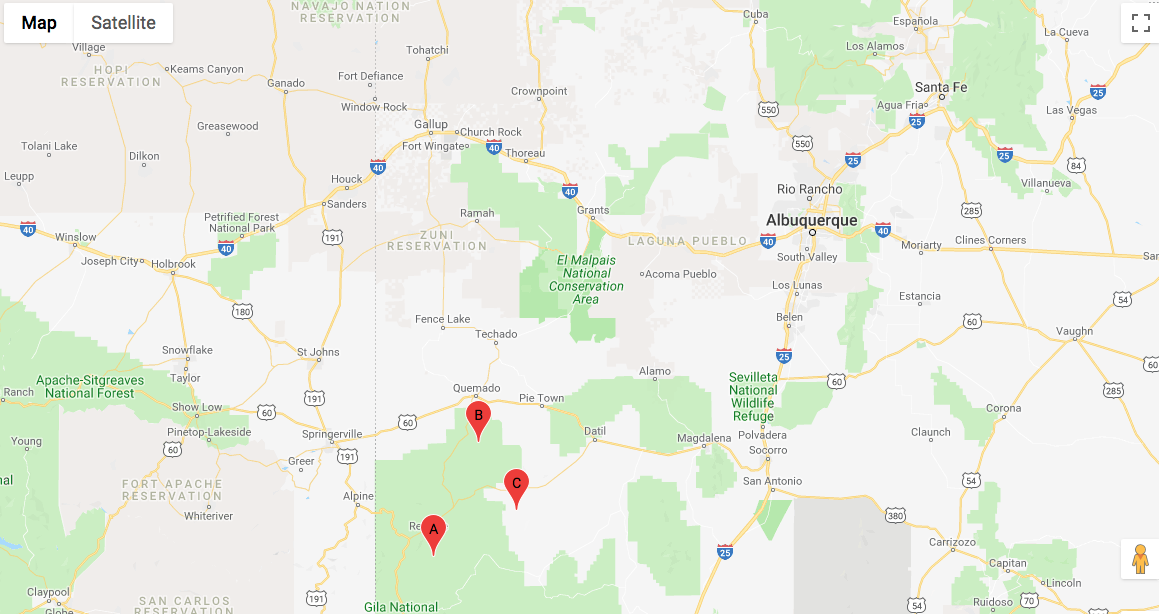 Map
Satellite
NAVAJO NATION
RESERVATION
Cuba
Española
La Cueva
Village
Tohatchi
Los Alamos
HOPI
RESERVATION
Keams Canyon
Ganado
Fort Defiance
Crownpoint
Santa Fe
25
Window Rock
550
Agua Fria
25
Las Vegas
Greasewood
Gallup
Church Rock
Tolani Lake
Fort Wingate
40
550
Dilkon
Thoreau
25
25
40
84
Leupp
Houck
40
Rio Rancho
Villanueva
Sanders
Ramah
Grants
285
Petrified Forest
National Park
Albuquerque
40
Winslow
191
ZUNI
RESERVATION
LAGUNA PUEBLO
40
40
Clines Corners
40
Moriarty
Joseph City
Holbrook
El Malpais
National
Conservation
Area
South Valley
San
Acoma Pueblo
Los Lunas
Estancia
54
180
Fence Lake
Belen
60
Techado
Vaughn
Snowflake
St Johns
25
60
Alamo
Taylor
Apache-Sitgreaves
National Forest
Quemado
Sevilleta
National
Wildlife
Refuge
60
285
Ranch
191
Pie Town
Show Low
60
B
Corona
60
Datil
Claunch
Young
Pinetop-Lakeside
Springerville
Magdalena
Polvadera
60
191
Socorro
Greer
nal
FORT APACHE
RESERVATION
C
San Antonio
54
Alpine
Whiteriver
380
Re
A
Carrizozo
25
Capitan
Lincoln
Claypool
SAN CARLOS
RESERVATION
191
Gila National
54
Ruidoso
70
Globe